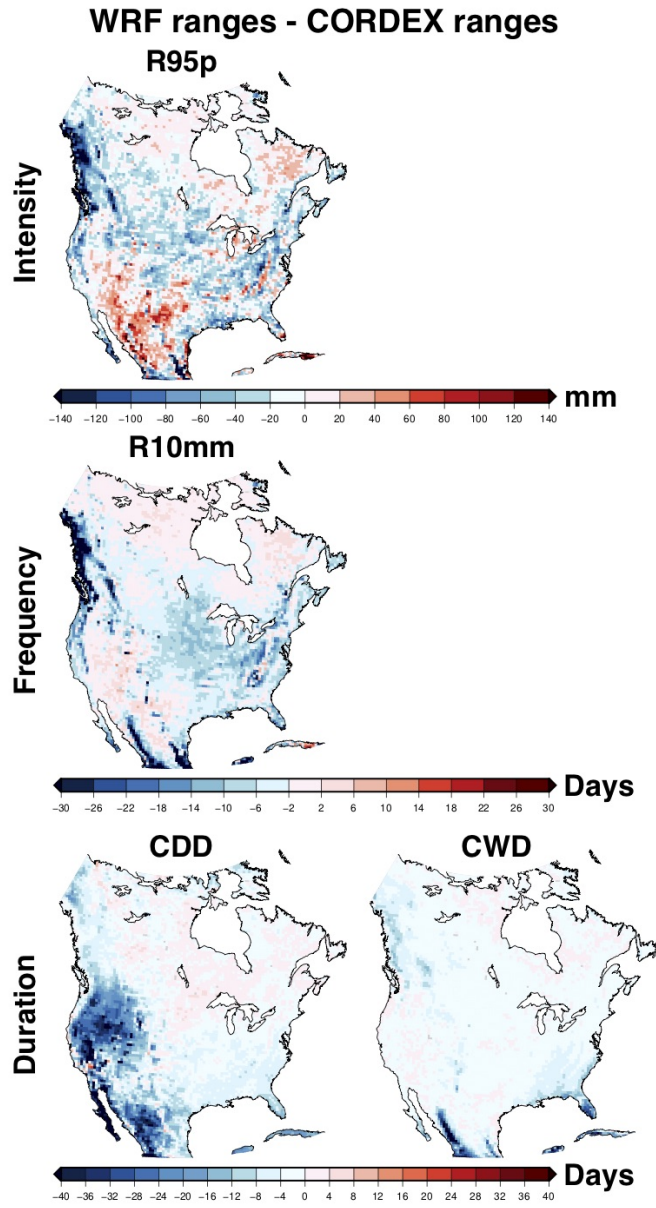 WRF ranges - CORDEX ranges
R95p
Intensity
−140 −120 −100 −80 −60 −40 −20 0 20 40 60 80 100 120 140
mm
R10mm
Frequency
−30 −26 −22 −18 −14 −10 −6 −2 2 6 10 14 18 22 26 30
Days
CDD CWD
Duration
−40 −36 −32 −28 −24 −20 −16 −12 −8 −4 0 4 8 12 16 20 24 28 32 36 40
Days